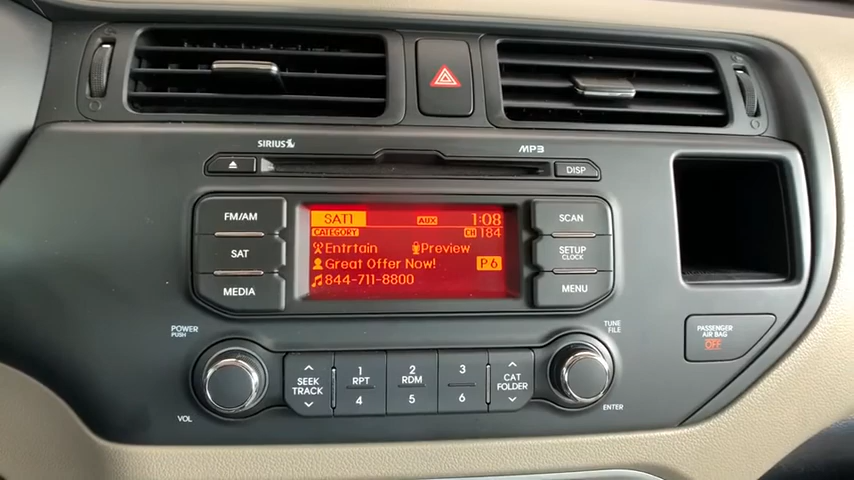 SIRIUS
MP3
DISP
FM/AM
SAT1
AUX
1:08
SCAN
CATEGORY
CH 184
SAT
Entrtain
Preview
SETUP
CLOCK
Great Offer Now!
P6
MEDIA
844-711-8800
MENU
POWER
PUSH
TUNE
FILE
PASSENGER
AIR BAG
OFF
SEEK
TRACK
1
RPT
4
2
RDM
5
3
6
CAT
FOLDER
VOL
ENTER